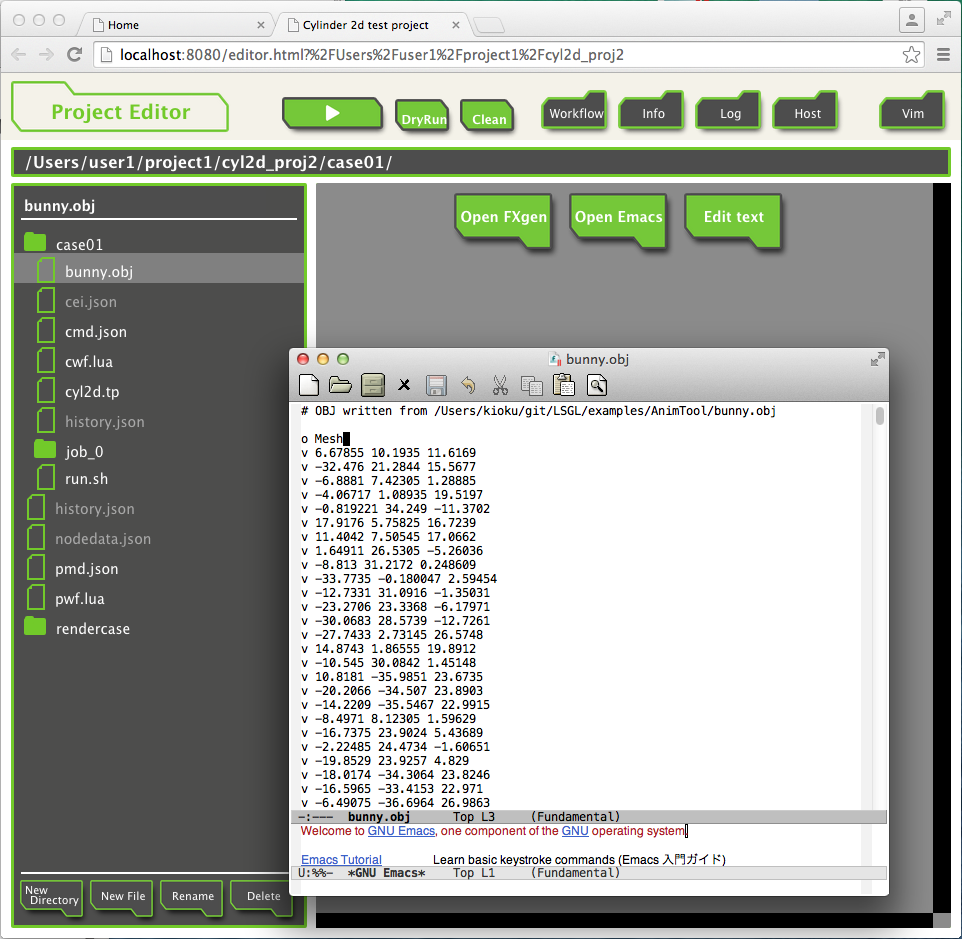 Home
Cylinder 2d test project
localhost:8080/editor.html?%2FUsers%2Fuser1%2Fproject1%2Fcyl2d_proj2
Project Editor
DryRun
Clean
Workflow
Info
Log
Host
Vim
/Users/user1/project1/cyl2d_proj2/case01/
bunny.obj
case01
bunny.obj
cei.json
cmd.json
cwf.lua
cyl2d.tp
history.json
job_0
run.sh
history.json
nodedata.json
pmd.json
pwf.lua
rendercase
New
Directory
New File
Rename
Delete
Open FXgen
Open Emacs
Edit text
bunny.obj
# OBJ written from /Users/kioku/git/LSGL/examples/AnimTool/bunny.obj
o Mesh
v 6.67855 10.1935 11.6169
v -32.476 21.2844 15.5677
v -6.8881 7.42305 1.28885
v -4.06717 1.08935 19.5197
v -0.819221 34.249 -11.3702
v 17.9176 5.75825 16.7239
v 11.4042 7.50545 17.0662
v 1.64911 26.5305 -5.26036
v -8.813 31.2172 0.248609
v -33.7735 -0.180047 2.59454
v -12.7331 31.0916 -1.35031
v -23.2706 23.3368 -6.17971
v -30.0683 28.5739 -12.7261
v -27.7433 2.73145 26.5748
v 14.8743 1.86555 19.8912
v -10.545 30.0842 1.45148
v 10.8181 -35.9851 23.6735
v -20.2066 -34.507 23.8903
v -14.2209 -35.5467 22.9915
v -8.4971 8.12305 1.59629
v -16.7375 23.9024 5.43689
v -2.22485 24.4734 -1.60651
v -19.8529 23.9257 4.829
v -18.0174 -34.3064 23.8246
v -16.5965 -33.4153 22.971
v -6.49075 -36.6964 26.9863
-:--- bunny.obj Top L3 (Fundamental)
Welcome to GNU Emacs, one component of the GNU operating system.
Emacs Tutorial Learn basic keystroke commands (Emacs 入門ガイド)
U:%%- *GNU Emacs* Top L1 (Fundamental)